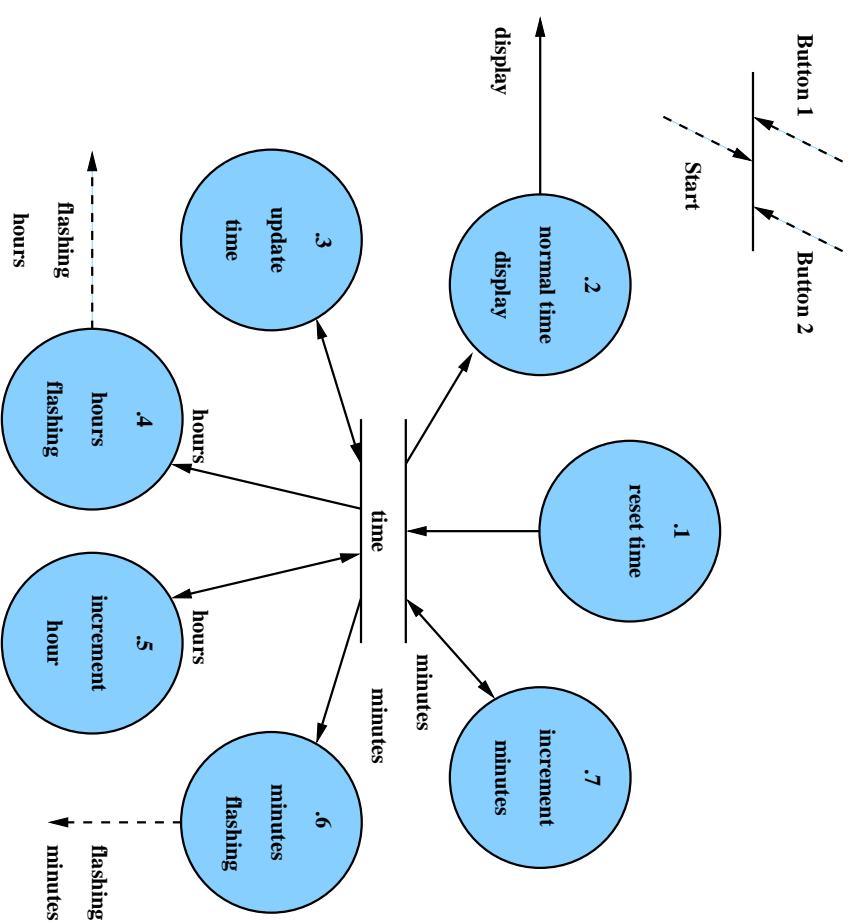 Button 1
Button 2
Start
.1
reset time
.2
normal time
display
display
.7
increment
minutes
minutes
time
minutes
.3
update
time
.6
minutes
flashing
hours
hours
.4
hours
flashing
.5
increment
hour
flashing
hours
flashing
minutes